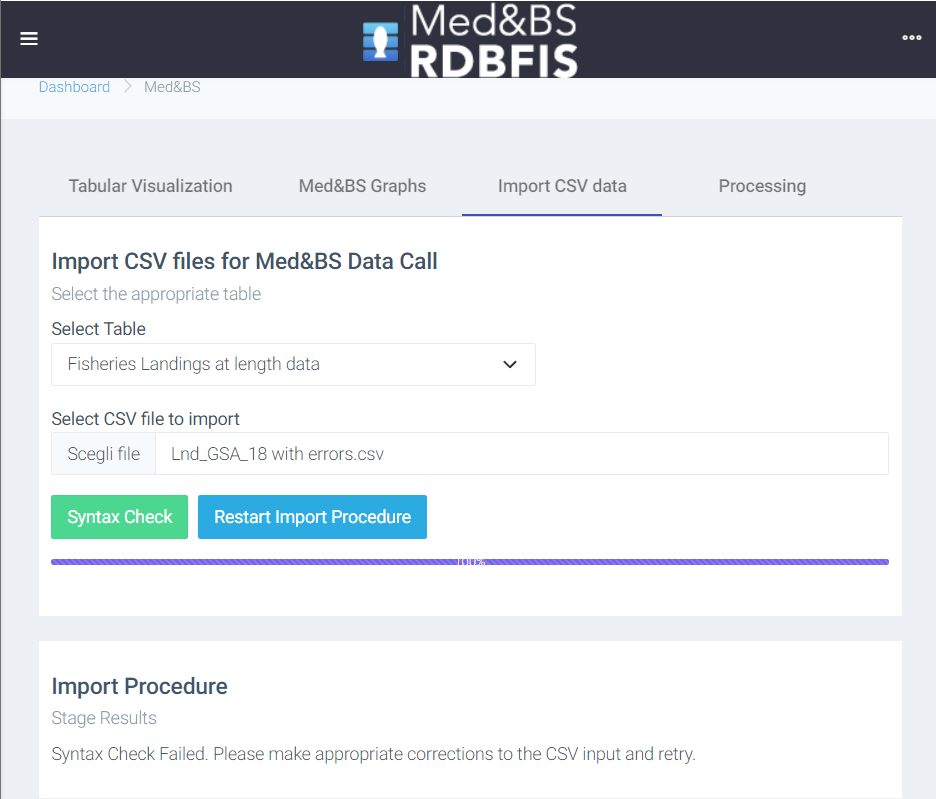 Med&BS
RDBFIS
Dashboard
Med&BS
Tabular Visualization
Med&BS Graphs
Import CSV data
Processing
Import CSV files for Med&BS Data Call
Select the appropriate table
Select Table
Fisheries Landings at length data
Select CSV file to import
Scegli file
Lnd_GSA_18 with errors.csv
Syntax Check
Restart Import Procedure
100%
Import Procedure
Stage Results
Syntax Check Failed. Please make appropriate corrections to the CSV input and retry.